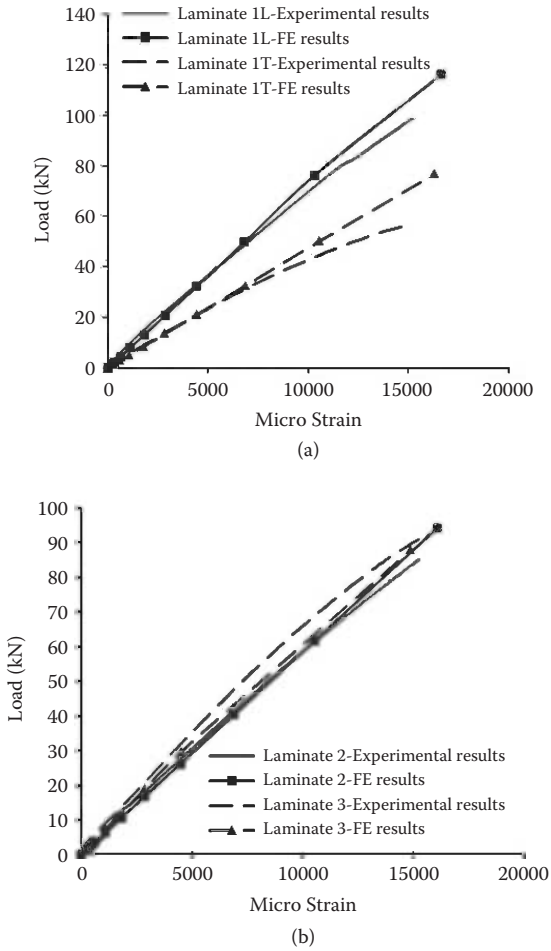 140
Laminate 1L-Experimental results
Laminate 1L-FE results
120
Laminate 1T-Experimental results
Laminate 1T-FE results
100
80
60
40
20
0
Load (kN)
0 5000 10000 15000 20000
Micro Strain
(a)
100
90
80
70
60
50
40
30
20
10
0
Load (kN)
Laminate 2-Experimental results
Laminate 2-FE results
Laminate 3-Experimental results
Laminate 3-FE results
0 5000 10000 15000 20000
Micro Strain
(b)